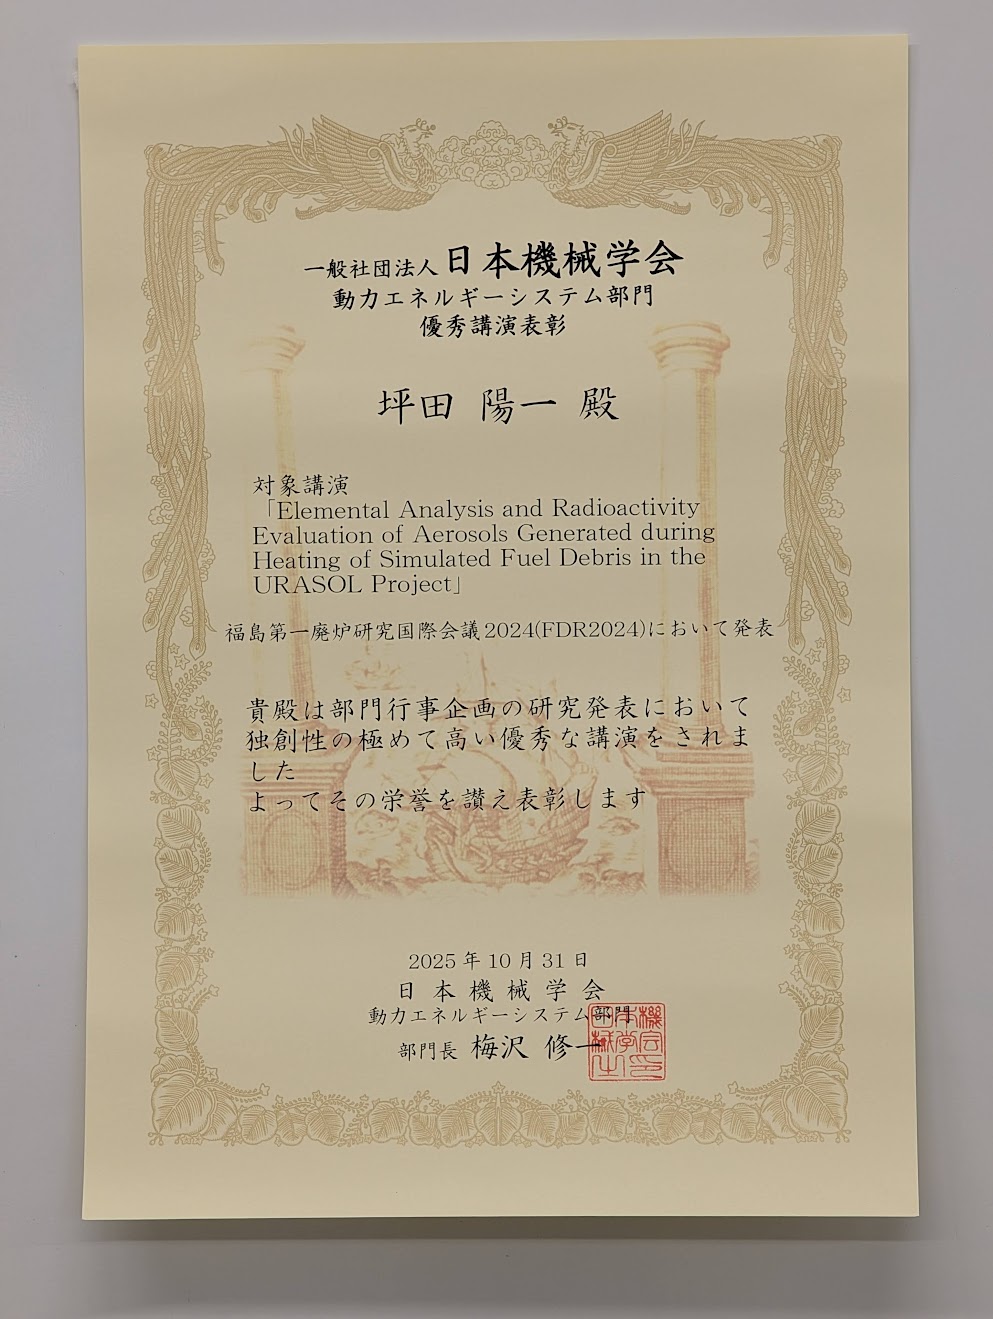 一般社団法人 日本機械学会
動力エネルギーシステム部門
優秀講演表彰
坪田 陽一 殿
対象講演
「Elemental Analysis and Radioactivity
Evaluation of Aerosols Generated during
Heating of Simulated Fuel Debris in the
URASOL Project」
福島第一廃炉研究国際会議2024(FDR2024)において発表
貴殿は部門行事企画の研究発表において
独創性の極めて高い優秀な講演をされま
した
よってその栄誉を讃え表彰します
2025年10月31日
日本機械学会
動力エネルギーシステム部門
部門長 梅沢 修一